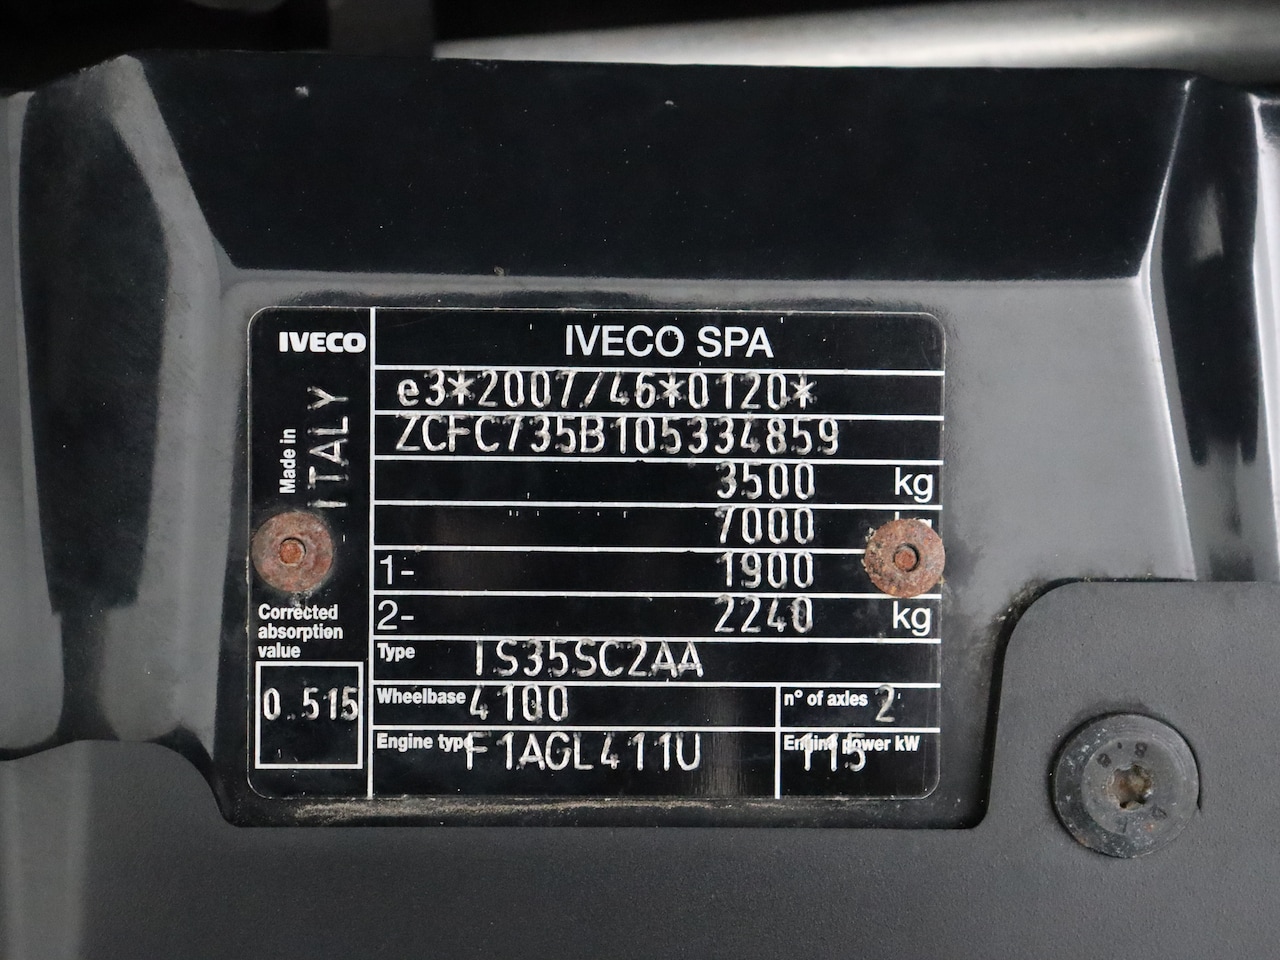 IVECO
IVECO SPA
Made in
ITALY
e3*2007/46*0120*
ZCFC735B105334859
3500 kg
7000
1- 1900
2- 2240 kg
Corrected
absorption
value
0.515
Type IS35SC2AA
Wheelbase 4100
n° of axles 2
Engine type F1AGL411U
Engine power kW 115